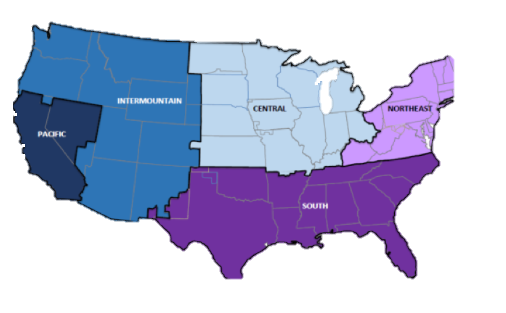 INTERMOUNTAIN
CENTRAL
NORTHEAST
PACIFIC
SOUTH